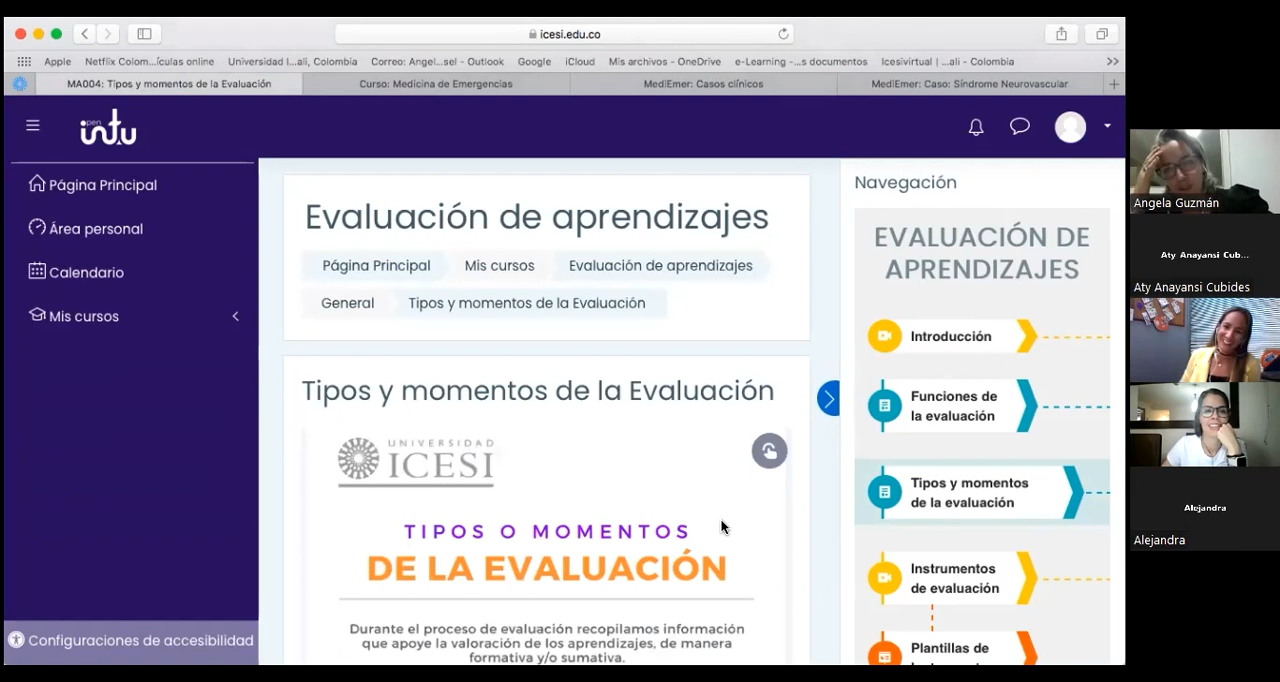 icesi.edu.co
Apple
Netflix Colom...ículas online
Universidad I...ali, Colombia
Correo: Angel...sel - Outlook
Google
iCloud
Mis archivos - OneDrive
e-Learning -...s documentos
Icesivirtual | ...ali - Colombia
>>
MA004: Tipos y momentos de la Evaluación
Curso: Medicina de Emergencias
MediEmer: Casos clínicos
MediEmer: Caso: Síndrome Neurovascular
open
intu
Página Principal
Área personal
Calendario
Mis cursos
Configuraciones de accesibilidad
Evaluación de aprendizajes
Página Principal
Mis cursos
Evaluación de aprendizajes
General
Tipos y momentos de la Evaluación
Tipos y momentos de la Evaluación
UNIVERSIDAD
ICESI
TIPOS O MOMENTOS
DE LA EVALUACIÓN
Durante el proceso de evaluación recopilamos información
que apoye la valoración de los aprendizajes, de manera
formativa y/o sumativa.
Navegación
EVALUACIÓN DE
APRENDIZAJES
Introducción
Funciones de
la evaluación
Tipos y momentos
de la evaluación
Instrumentos
de evaluación
Plantillas de
Angela Guzmán
Aty Anayansi Cub...
Aty Anayansi Cubides
Alejandra
Alejandra